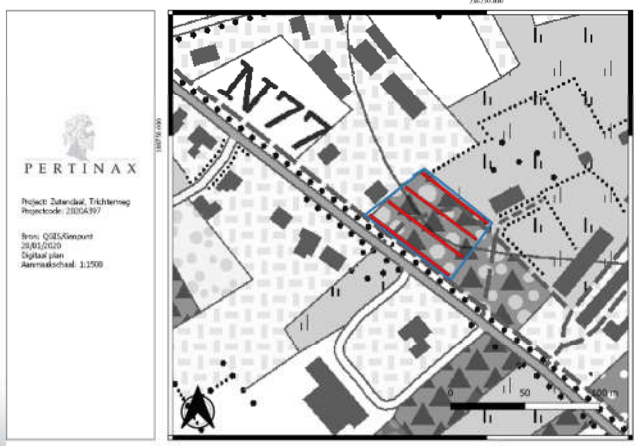 PERTINAX
Project: Zutendaal, Trichterweg
Projectcode: 2020A397
Bron: QGIS/Geopunt
28/01/2020
Digitaal plan
Aanmaakschaal: 1:1500
N77
0 50 100 m